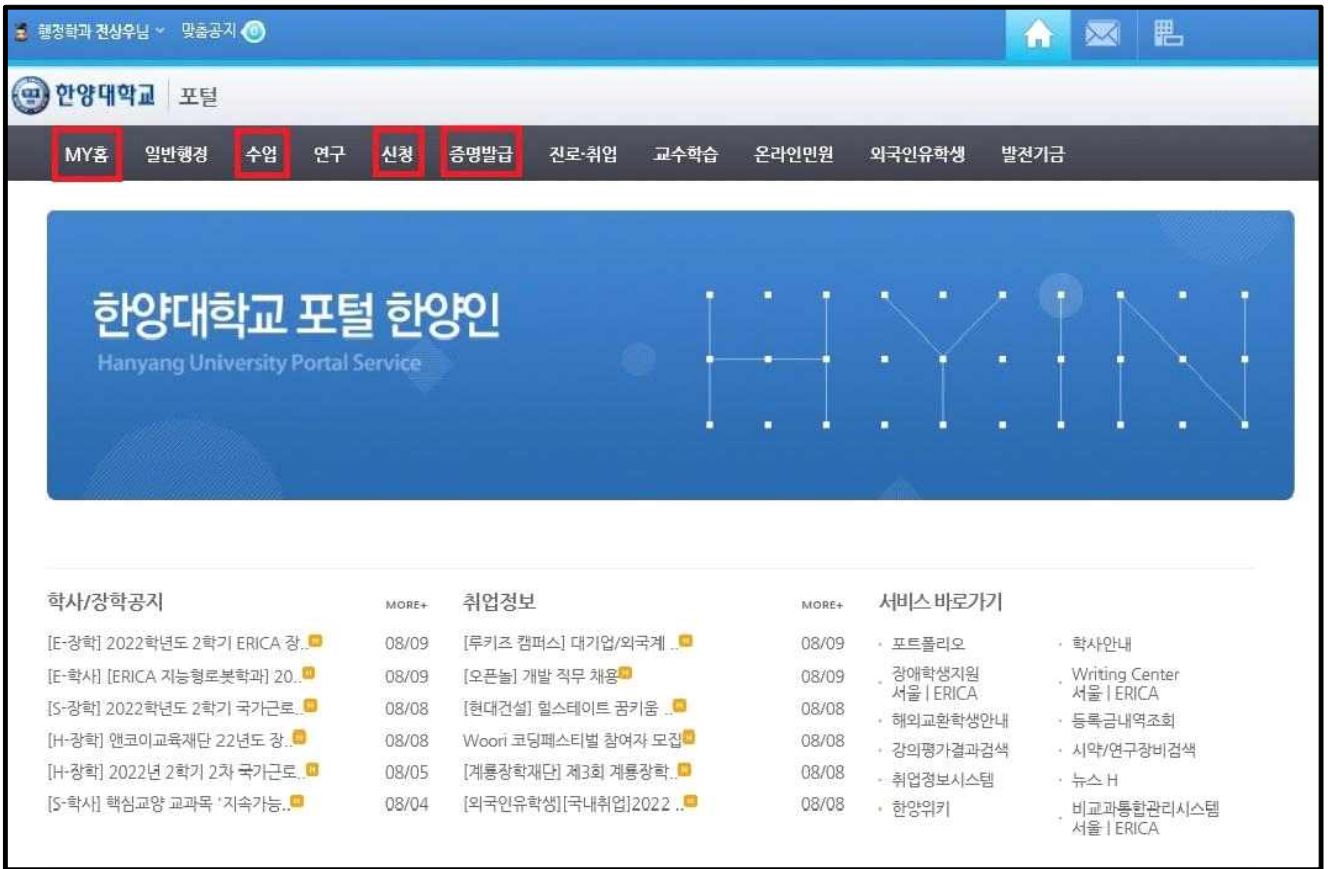 행정학과 전상우님 맞춤공지 0
한양대학교 포털
MY홈 일반행정 수업 연구 신청 증명발급 진로·취업 교수학습 온라인민원 외국인유학생 발전기금
한양대학교 포털 한양인
Hanyang University Portal Service
학사/장학공지 MORE+
[E-장학] 2022학년도 2학기 ERICA 장.. 08/09
[E-학사] [ERICA 지능형로봇학과] 20.. 08/09
[S-장학] 2022학년도 2학기 국가근로.. 08/08
[H-장학] 앤코이교육재단 22년도 장.. 08/08
[H-장학] 2022년 2학기 2차 국가근로.. 08/05
[S-학사] 핵심교양 교과목 '지속가능.. 08/04
취업정보 MORE+
[루키즈 캠퍼스] 대기업/외국계 .. 08/09
[오픈놀] 개발 직무 채용 08/09
[현대건설] 힐스테이트 꿈키움 .. 08/08
Woori 코딩페스티벌 참여자 모집 08/08
[계룡장학재단] 제3회 계룡장학.. 08/08
[외국인유학생][국내취업]2022 .. 08/08
서비스 바로가기
· 포트폴리오
· 장애학생지원
서울 | ERICA
· 해외교환학생안내
· 강의평가결과검색
· 취업정보시스템
· 한양위키
· 학사안내
· Writing Center
서울 | ERICA
· 등록금내역조회
· 시약/연구장비검색
· 뉴스 H
· 비교과통합관리시스템
서울 | ERICA